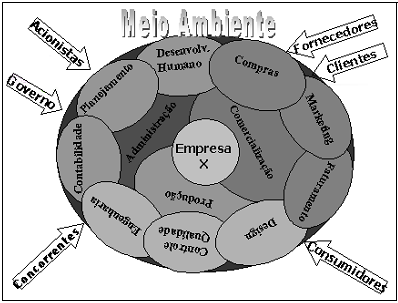 Meio Ambiente
Acionistas
Fornecedores
Desenvolv.
Humano
Compras
Clientes
Governo
Planejamento
Marketing
Administração
Comercialização
Contabilidade
Empresa
X
Faturamento
Produção
Engenharia
Controle
Qualidade
Design
Concorrentes
Consumidores